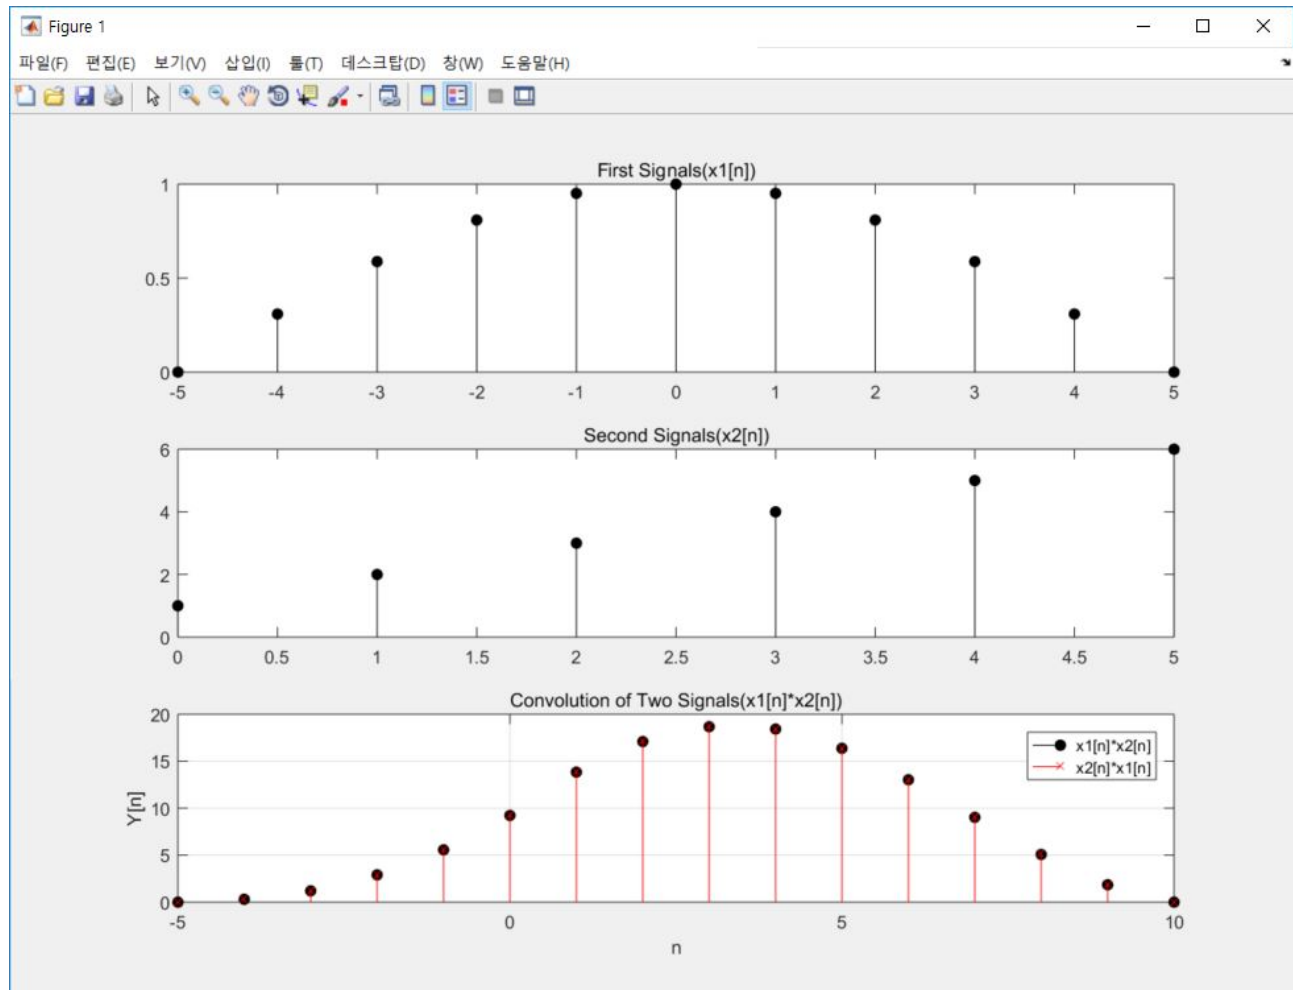 Figure 1
파일(F) 편집(E) 보기(V) 삽입(I) 툴(T) 데스크탑(D) 창(W) 도움말(H)
First Signals(x1[n])
1
0.5
0
-5 -4 -3 -2 -1 0 1 2 3 4 5
Second Signals(x2[n])
6
4
2
0
0 0.5 1 1.5 2 2.5 3 3.5 4 4.5 5
Convolution of Two Signals(x1[n]*x2[n])
20
15
10
5
0
Y[n]
x1[n]*x2[n]
x2[n]*x1[n]
-5 0 5 10
n